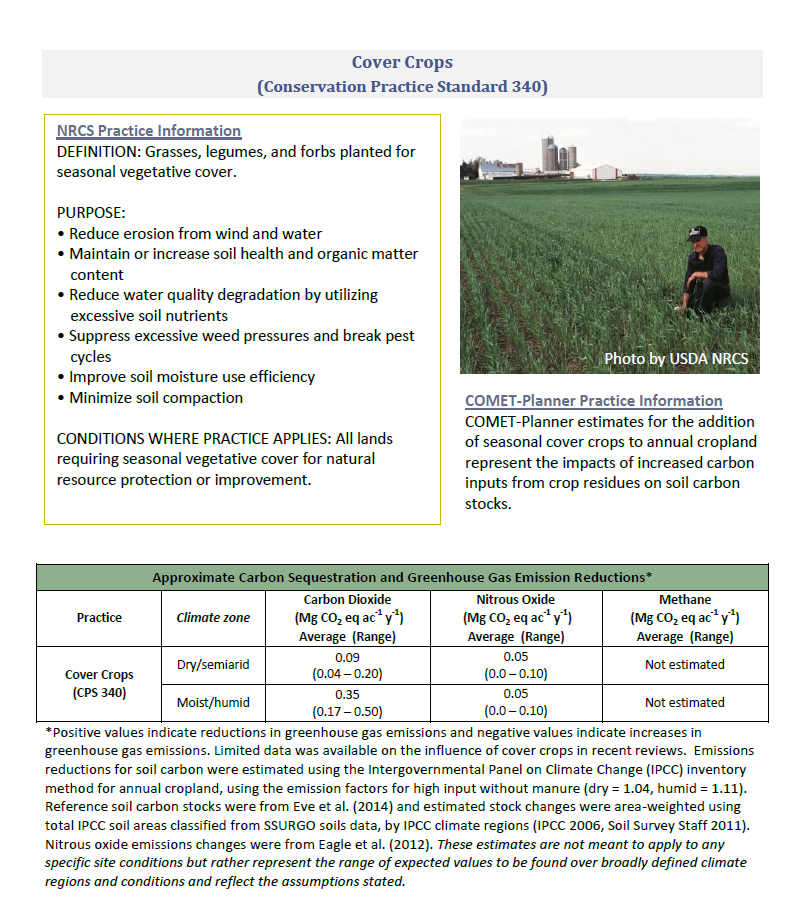 Cover Crops
(Conservation Practice Standard 340)
NRCS Practice Information
DEFINITION: Grasses, legumes, and forbs planted for
seasonal vegetative cover.
PURPOSE:
• Reduce erosion from wind and water
• Maintain or increase soil health and organic matter
content
• Reduce water quality degradation by utilizing
excessive soil nutrients
• Suppress excessive weed pressures and break pest
cycles
• Improve soil moisture use efficiency
• Minimize soil compaction
CONDITIONS WHERE PRACTICE APPLIES: All lands
requiring seasonal vegetative cover for natural
resource protection or improvement.
Photo by USDA NRCS
COMET-Planner Practice Information
COMET-Planner estimates for the addition
of seasonal cover crops to annual cropland
represent the impacts of increased carbon
inputs from crop residues on soil carbon
stocks.
Approximate Carbon Sequestration and Greenhouse Gas Emission Reductions*
Practice
Climate zone
Carbon Dioxide
(Mg CO₂ eq ac⁻¹ y⁻¹)
Average (Range)
Nitrous Oxide
(Mg CO₂ eq ac⁻¹ y⁻¹)
Average (Range)
Methane
(Mg CO₂ eq ac⁻¹ y⁻¹)
Average (Range)
Cover Crops
(CPS 340)
Dry/semiarid
0.09
(0.04 – 0.20)
0.05
(0.0 – 0.10)
Not estimated
Moist/humid
0.35
(0.17 – 0.50)
0.05
(0.0 – 0.10)
Not estimated
*Positive values indicate reductions in greenhouse gas emissions and negative values indicate increases in
greenhouse gas emissions. Limited data was available on the influence of cover crops in recent reviews. Emissions
reductions for soil carbon were estimated using the Intergovernmental Panel on Climate Change (IPCC) inventory
method for annual cropland, using the emission factors for high input without manure (dry = 1.04, humid = 1.11).
Reference soil carbon stocks were from Eve et al. (2014) and estimated stock changes were area-weighted using
total IPCC soil areas classified from SSURGO soils data, by IPCC climate regions (IPCC 2006, Soil Survey Staff 2011).
Nitrous oxide emissions changes were from Eagle et al. (2012). These estimates are not meant to apply to any
specific site conditions but rather represent the range of expected values to be found over broadly defined climate
regions and conditions and reflect the assumptions stated.